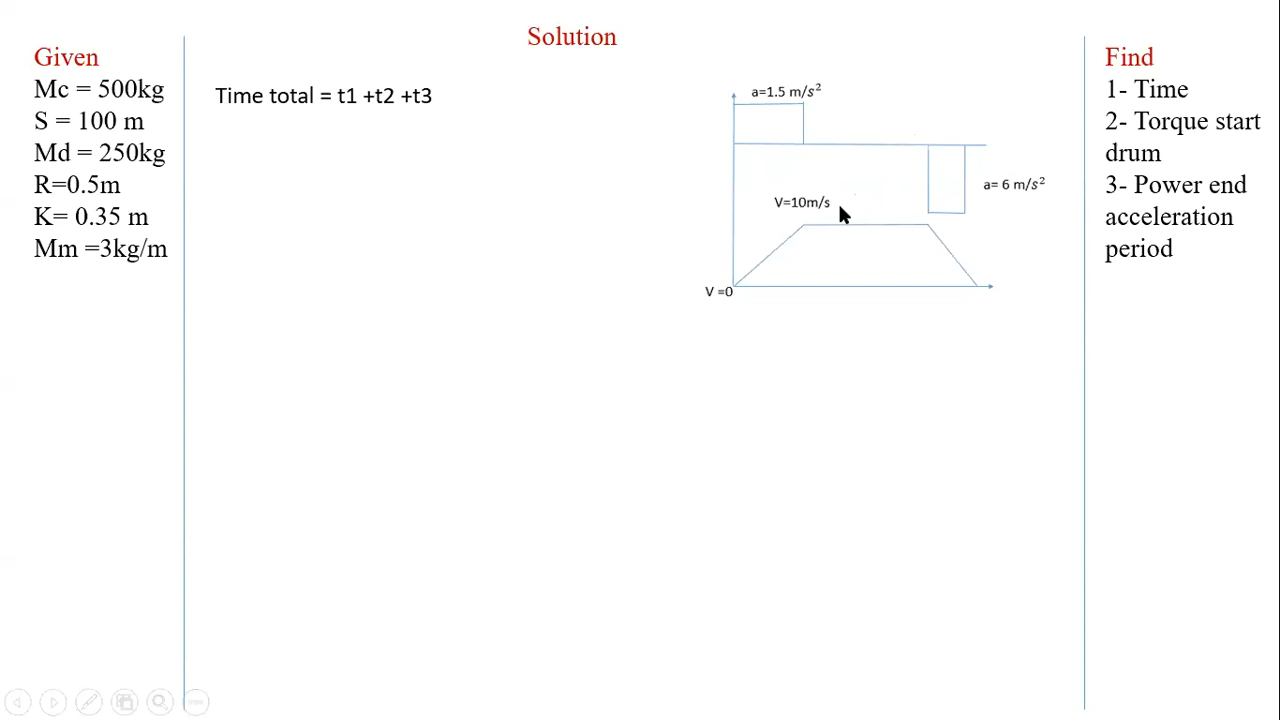 Solution
Given
Mc = 500kg
S = 100 m
Md = 250kg
R=0.5m
K= 0.35 m
Mm =3kg/m
Time total = t1 +t2 +t3
a=1.5 m/s²
a= 6 m/s²
V=10m/s
V =0
Find
1- Time
2- Torque start
drum
3- Power end
acceleration
period